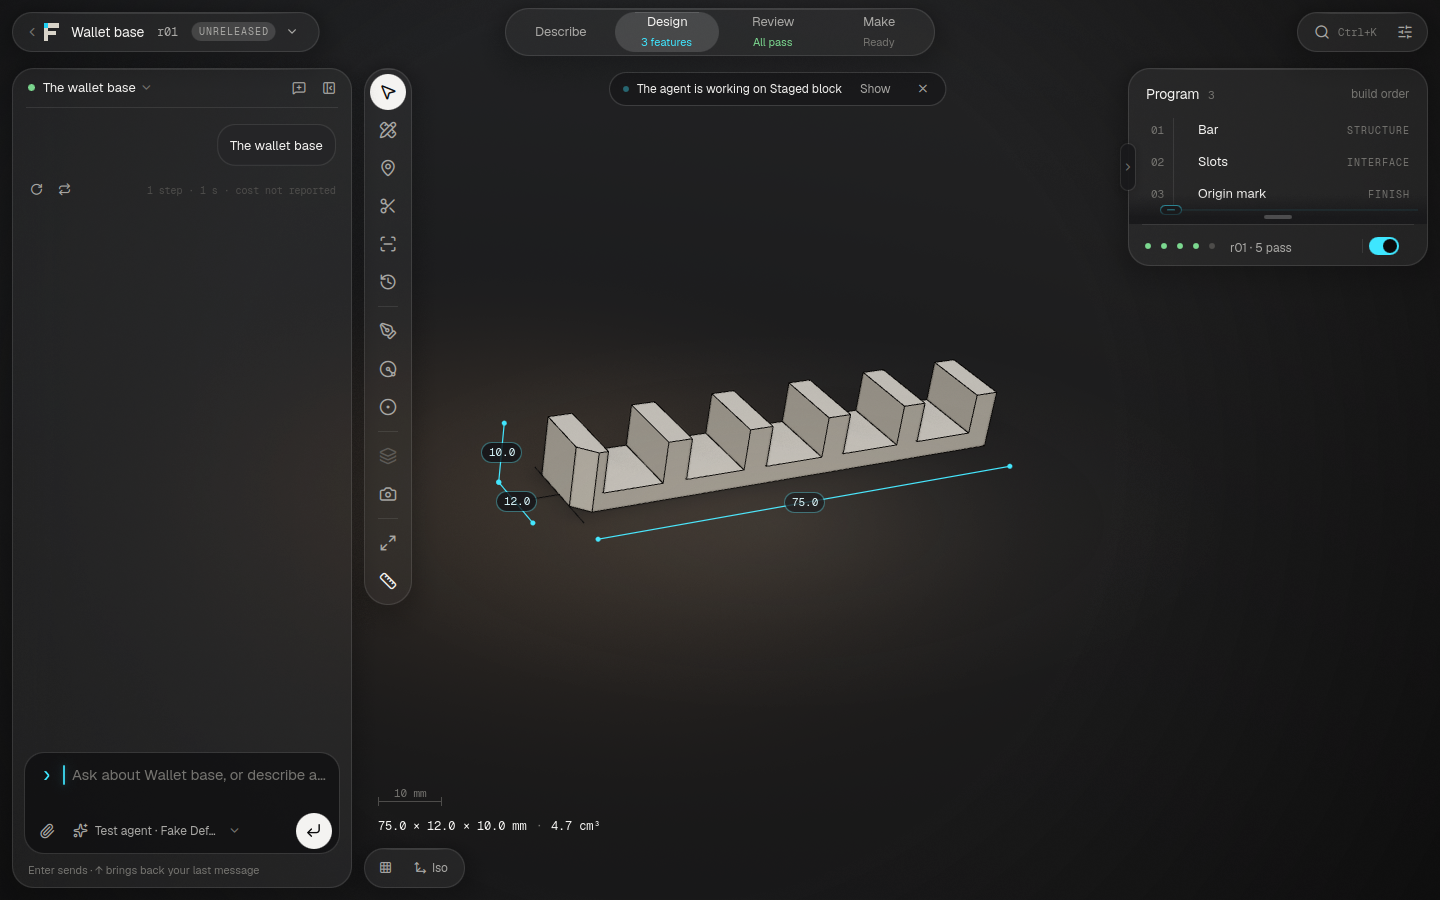 Wallet base r01 UNRELEASED
Describe
Design
3 features
Review
All pass
Make
Ready
Ctrl+K
The wallet base
The wallet base
1 step · 1 s · cost not reported
The agent is working on Staged block Show
Program 3 build order
01 Bar STRUCTURE
02 Slots INTERFACE
03 Origin mark FINISH
r01 · 5 pass
10.0
12.0
75.0
10 mm
75.0 × 12.0 × 10.0 mm · 4.7 cm³
Iso
Ask about Wallet base, or describe a...
Test agent · Fake Def...
Enter sends · ↑ brings back your last message